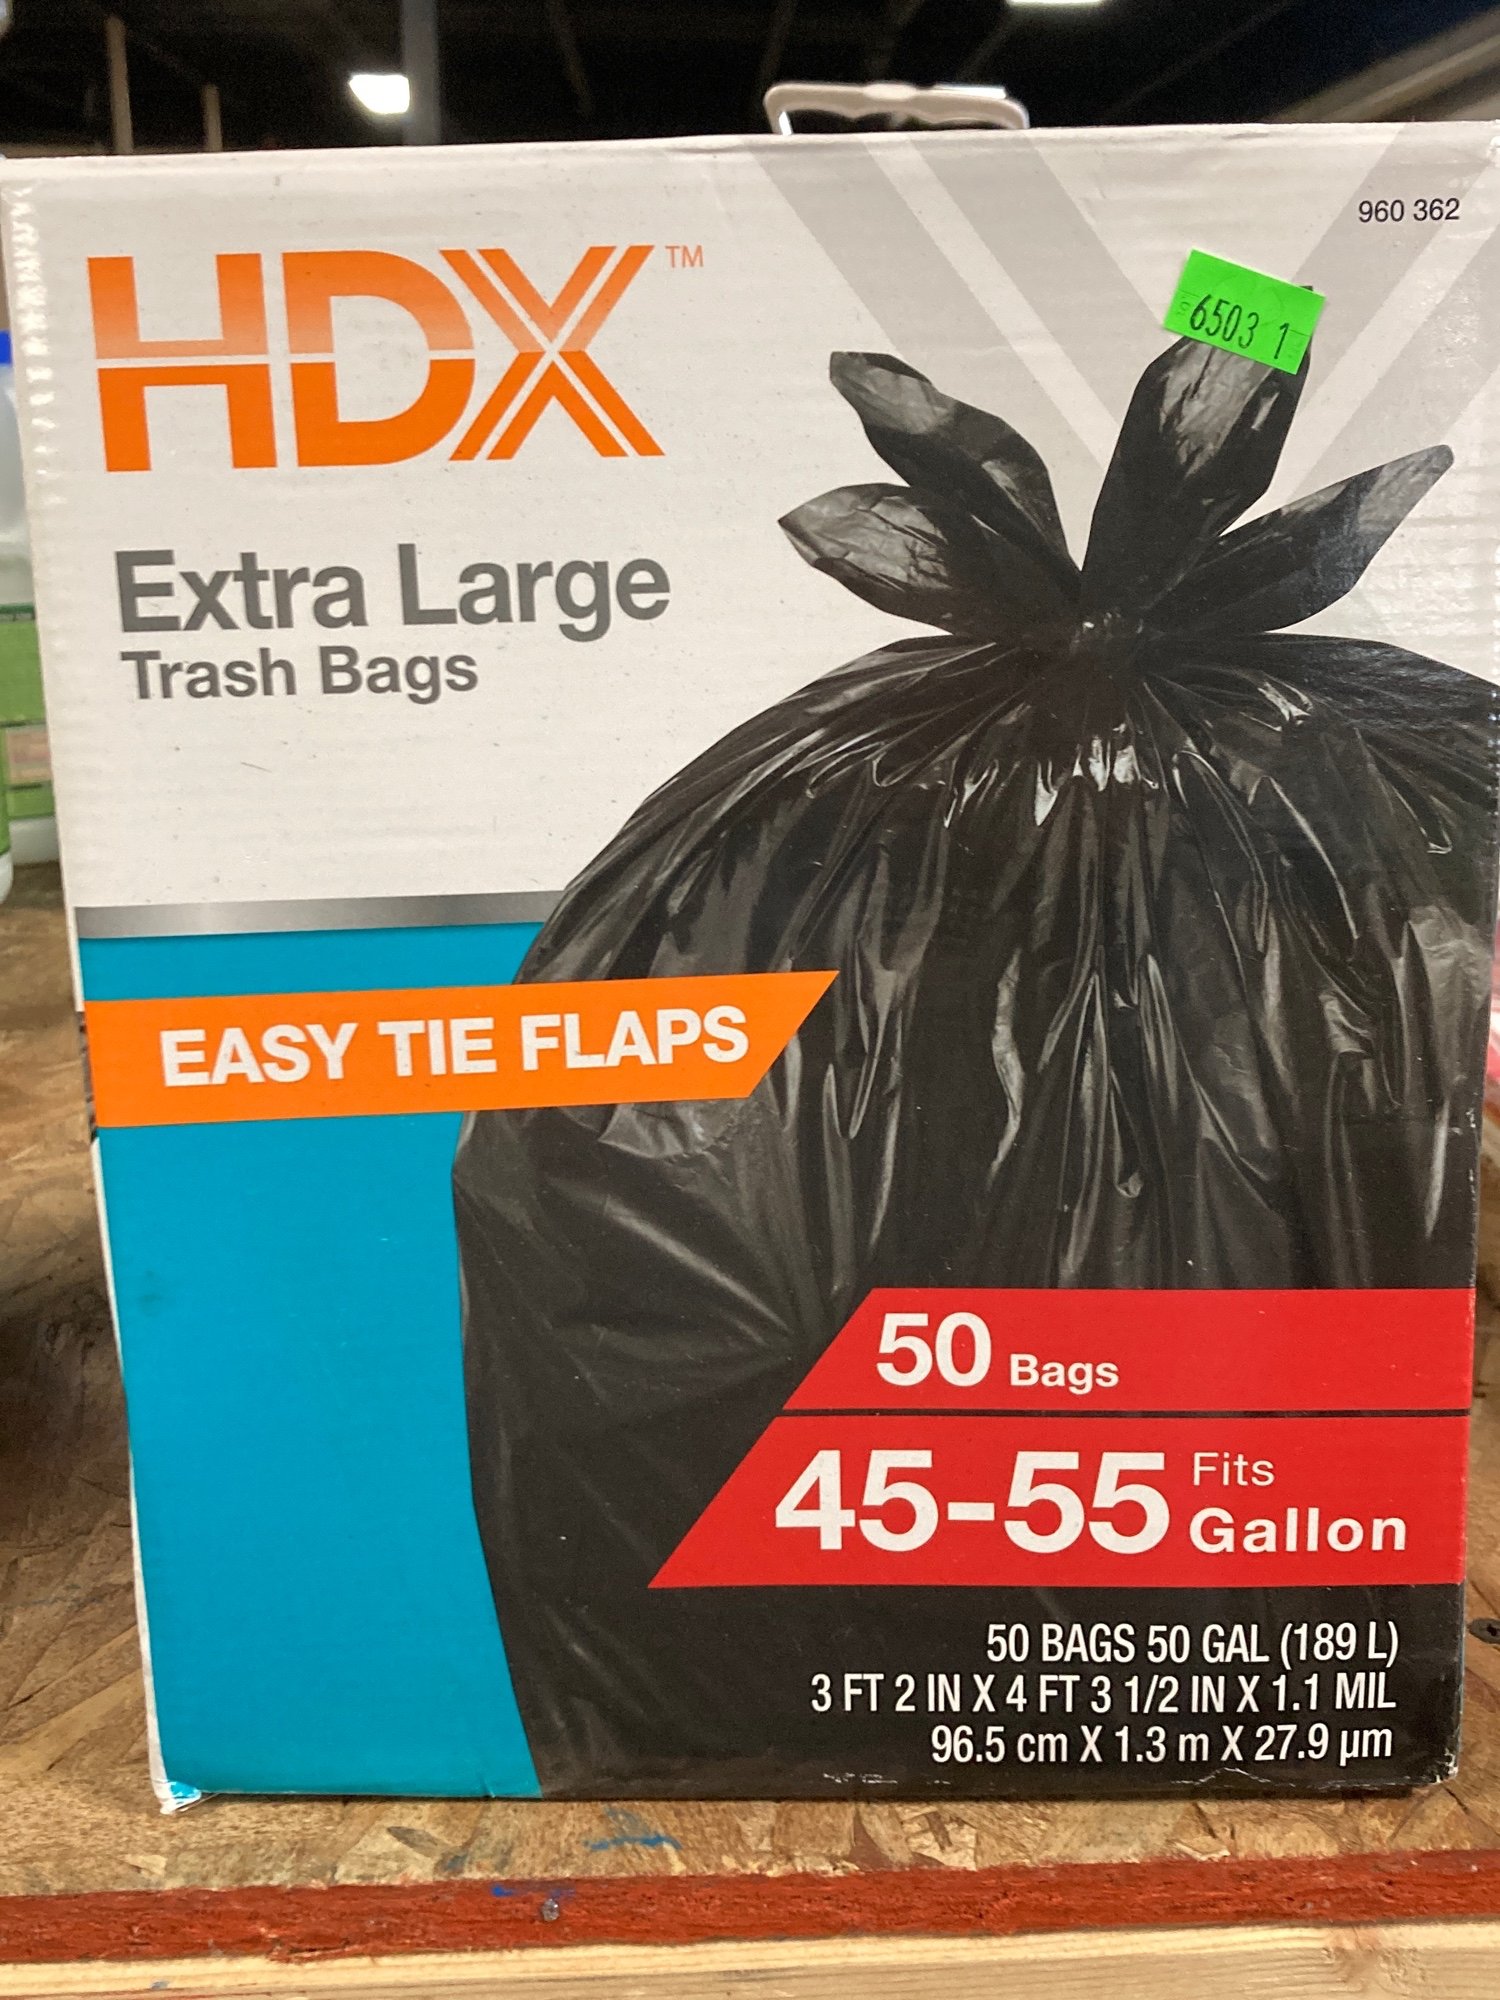 960 362
HDX™
6503 1
Extra Large
Trash Bags
EASY TIE FLAPS
50 Bags
45-55 Fits Gallon
50 BAGS 50 GAL (189 L)
3 FT 2 IN X 4 FT 3 1/2 IN X 1.1 MIL
96.5 cm X 1.3 m X 27.9 µm